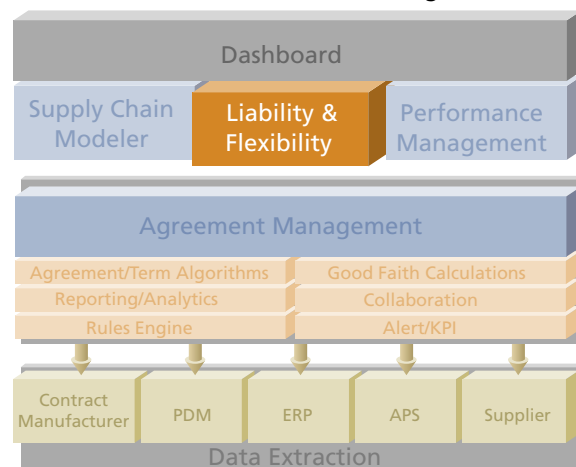 Dashboard
Supply Chain
Modeler
Liability &
Flexibility
Performance
Management
Agreement Management
Agreement/Term Algorithms
Good Faith Calculations
Reporting/Analytics
Collaboration
Rules Engine
Alert/KPI
Contract
Manufacturer
PDM
ERP
APS
Supplier
Data Extraction